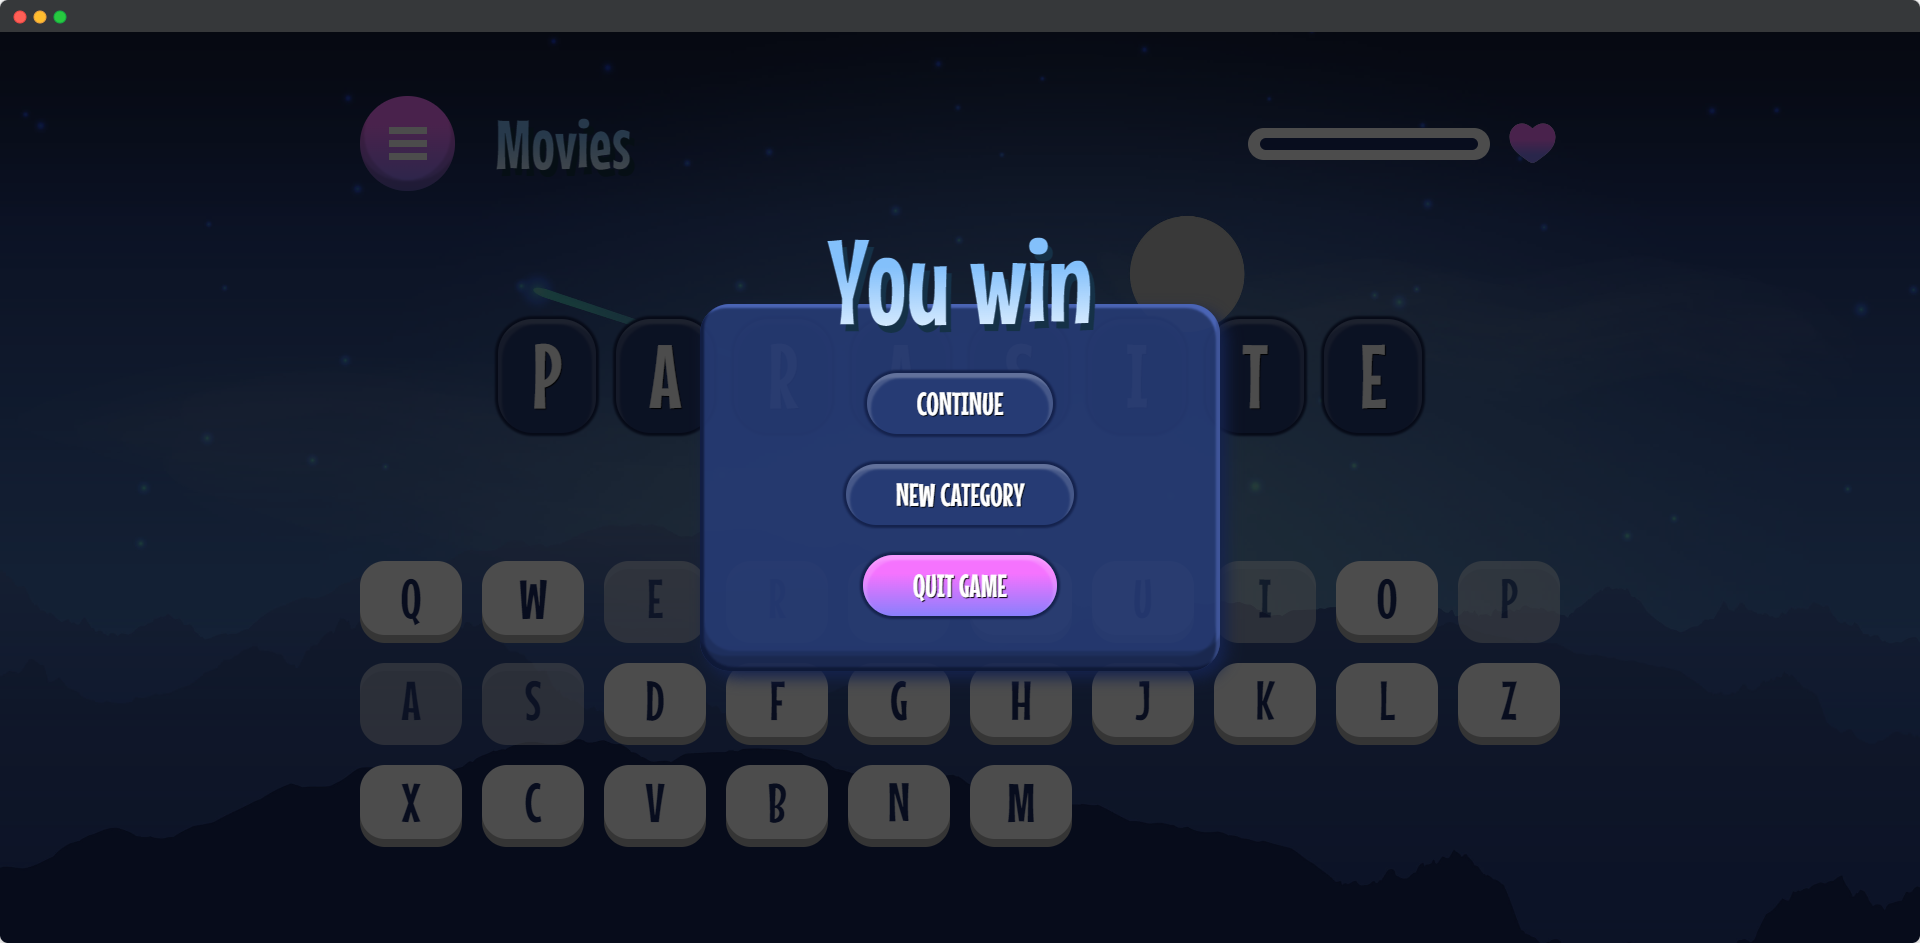 Movies
You win
P A R A S I T E
CONTINUE
NEW CATEGORY
QUIT GAME
Q W E R U I O P
A S D F G H J K L Z
X C V B N M